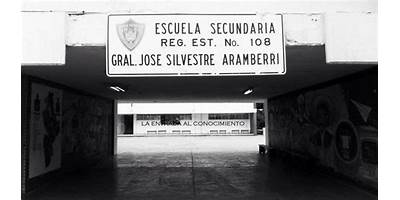 ESCUELA SECUNDARIA
REG. EST. No. 108
GRAL. JOSE SILVESTRE ARAMBERRI
LA ENTRADA AL CONOCIMIENTO